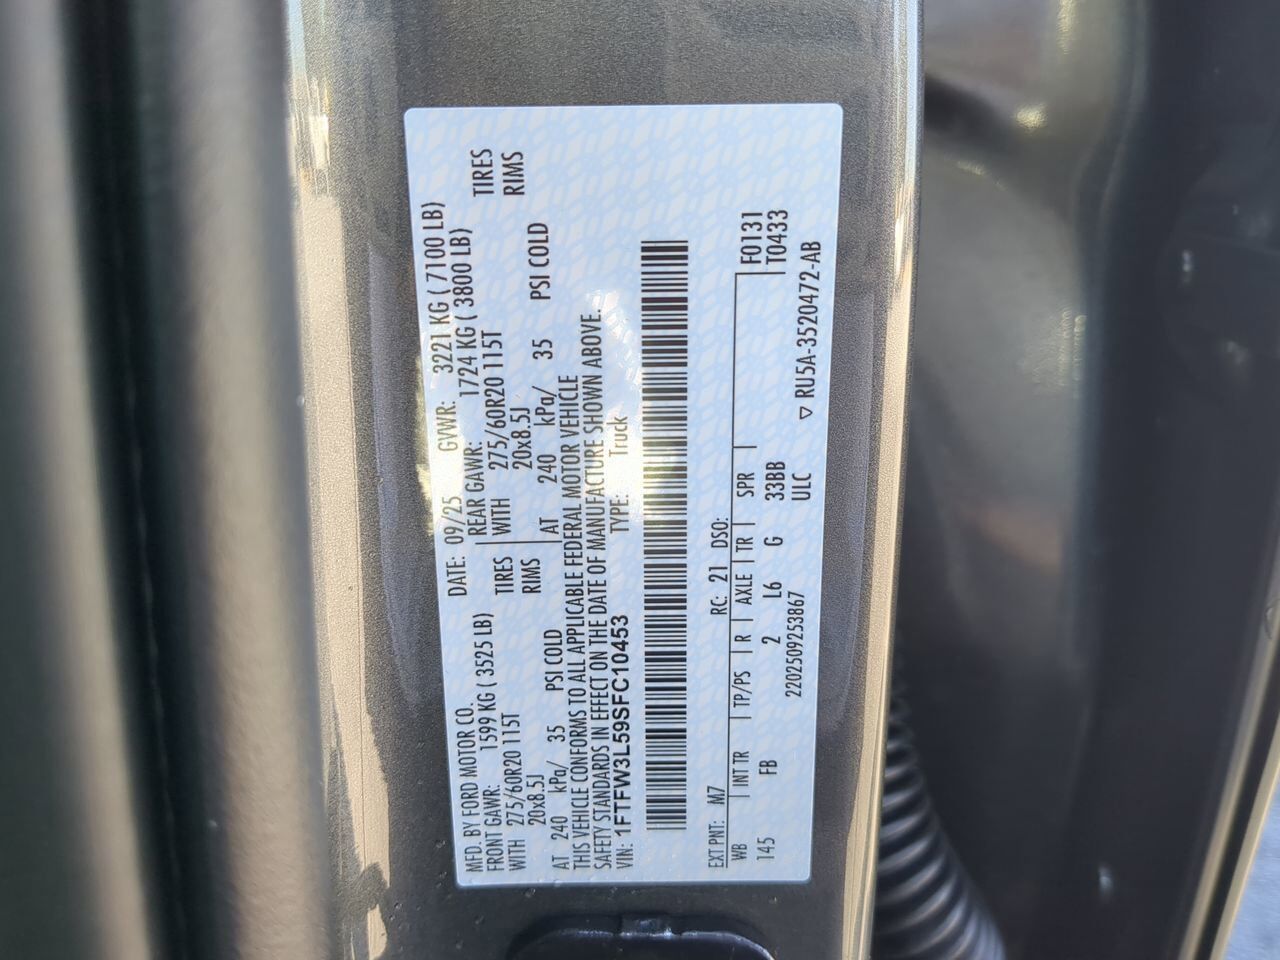 MFD. BY FORD MOTOR CO. DATE: 09/25 GVWR: 3221 KG ( 7100 LB)
FRONT GAWR: 1599 KG ( 3525 LB) REAR GAWR: 1724 KG ( 3800 LB)
WITH 275/60R20 115T TIRES WITH 275/60R20 115T TIRES
20x8.5J RIMS 20x8.5J RIMS
AT 240 kPa/ 35 PSI COLD AT 240 kPa/ 35 PSI COLD
THIS VEHICLE CONFORMS TO ALL APPLICABLE FEDERAL MOTOR VEHICLE
SAFETY STANDARDS IN EFFECT ON THE DATE OF MANUFACTURE SHOWN ABOVE.
VIN: 1FTFW3L59SFC10453 TYPE: Truck
EXT PNT: M7 RC: 21 DSO:
WB INT TR TP/PS R AXLE TR SPR F0131
145 FB 2 L6 G 33BB T0433
2202509253867 ULC
▽ RU5A-3520472-AB